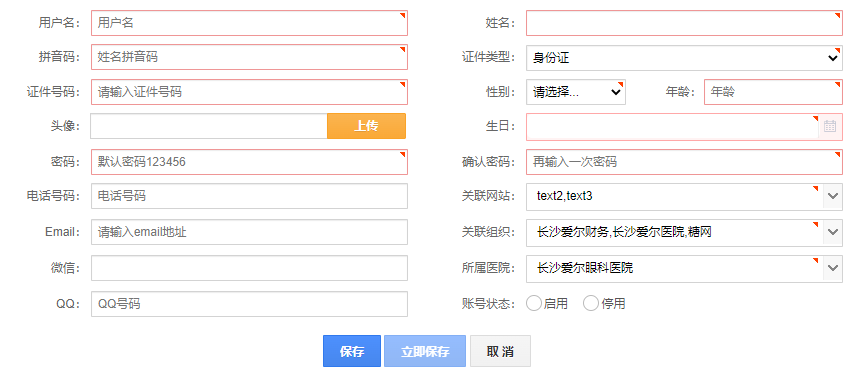 用户名： 用户名 姓名：
拼音码： 姓名拼音码 证件类型： 身份证
证件号码： 请输入证件号码 性别： 请选择... 年龄： 年龄
头像： 上传 生日：
密码： 默认密码123456 确认密码： 再输入一次密码
电话号码： 电话号码 关联网站： text2,text3
Email： 请输入email地址 关联组织： 长沙爱尔财务,长沙爱尔医院,糖网
微信： 所属医院： 长沙爱尔眼科医院
QQ： QQ号码 账号状态： 启用 停用
保存 立即保存 取 消